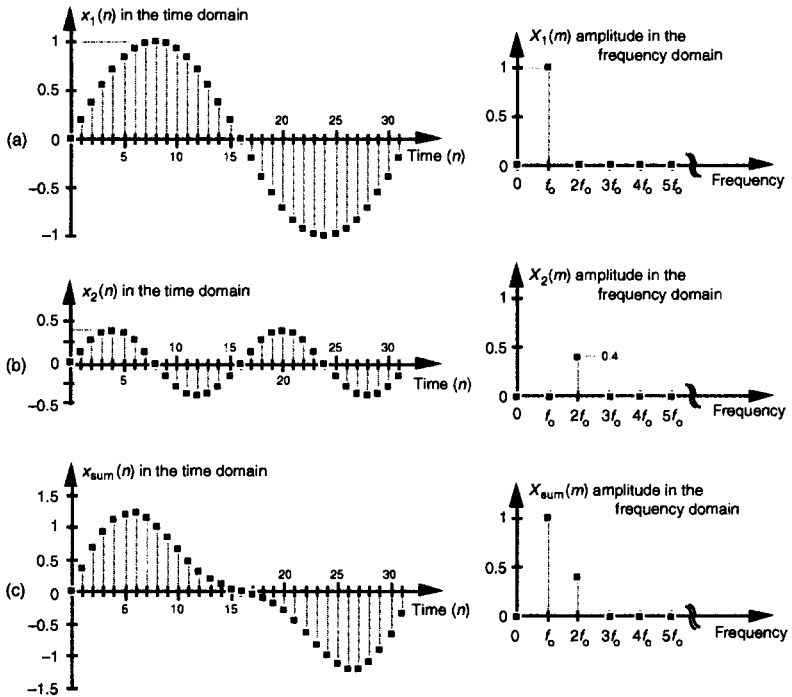 x₁(n) in the time domain
1
0.5
0
−0.5
−1
5
10
15
20
25
30
Time (n)
(a)
X₁(m) amplitude in the
frequency domain
1
0.5
0
0 fₒ 2fₒ 3fₒ 4fₒ 5fₒ
Frequency
x₂(n) in the time domain
0.5
0
−0.5
5
10
15
20
25
30
Time (n)
(b)
X₂(m) amplitude in the
frequency domain
1
0.5
0.4
0
0 fₒ 2fₒ 3fₒ 4fₒ 5fₒ
Frequency
xsum(n) in the time domain
1.5
1
0.5
0
−0.5
−1
−1.5
5
10
15
20
25
30
Time (n)
(c)
Xsum(m) amplitude in the
frequency domain
1
0.5
0
0 fₒ 2fₒ 3fₒ 4fₒ 5fₒ
Frequency